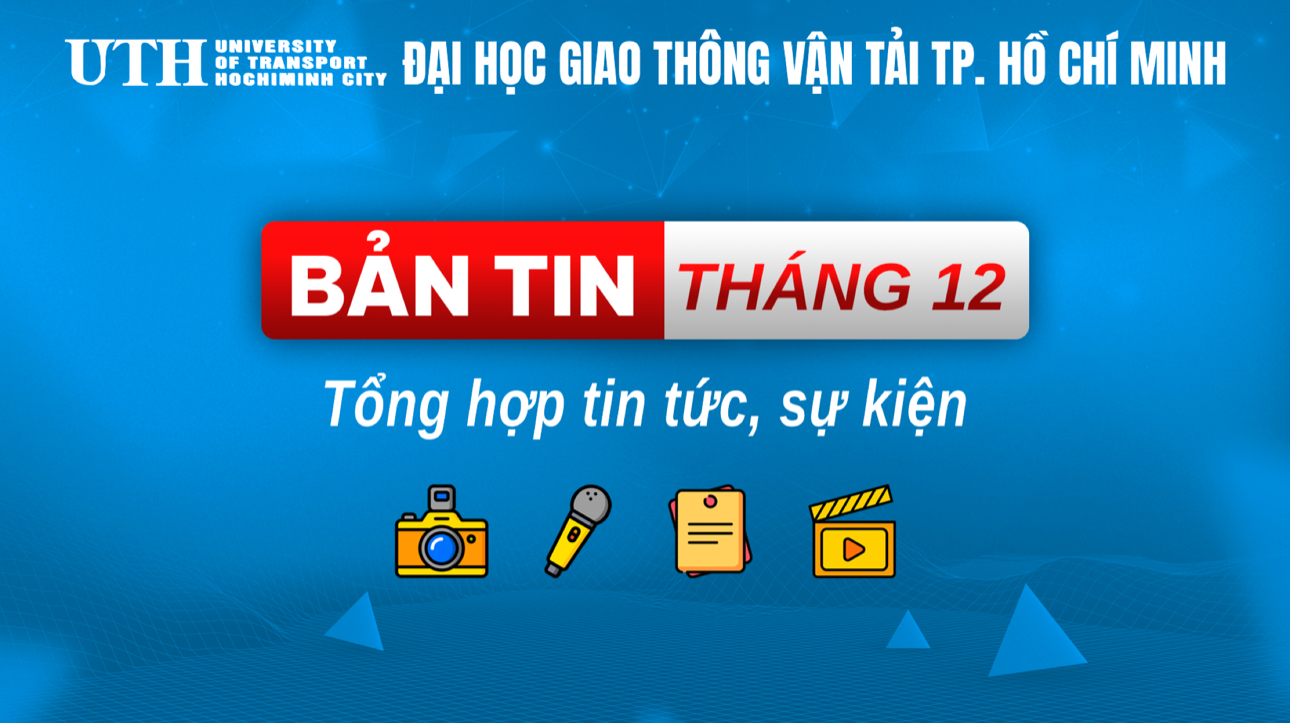 UTH
UNIVERSITY
OF TRANSPORT
HOCHIMINH CITY
ĐẠI HỌC GIAO THÔNG VẬN TẢI TP. HỒ CHÍ MINH
BẢN TIN THÁNG 12
Tổng hợp tin tức, sự kiện